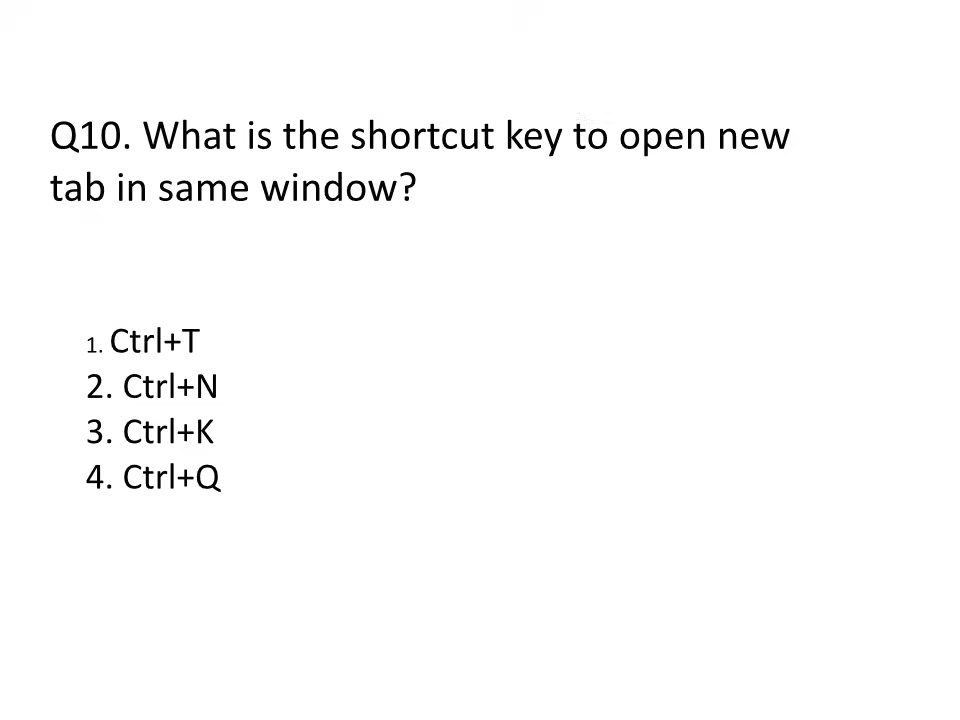 Q10. What is the shortcut key to open new
tab in same window?
1. Ctrl+T
2. Ctrl+N
3. Ctrl+K
4. Ctrl+Q